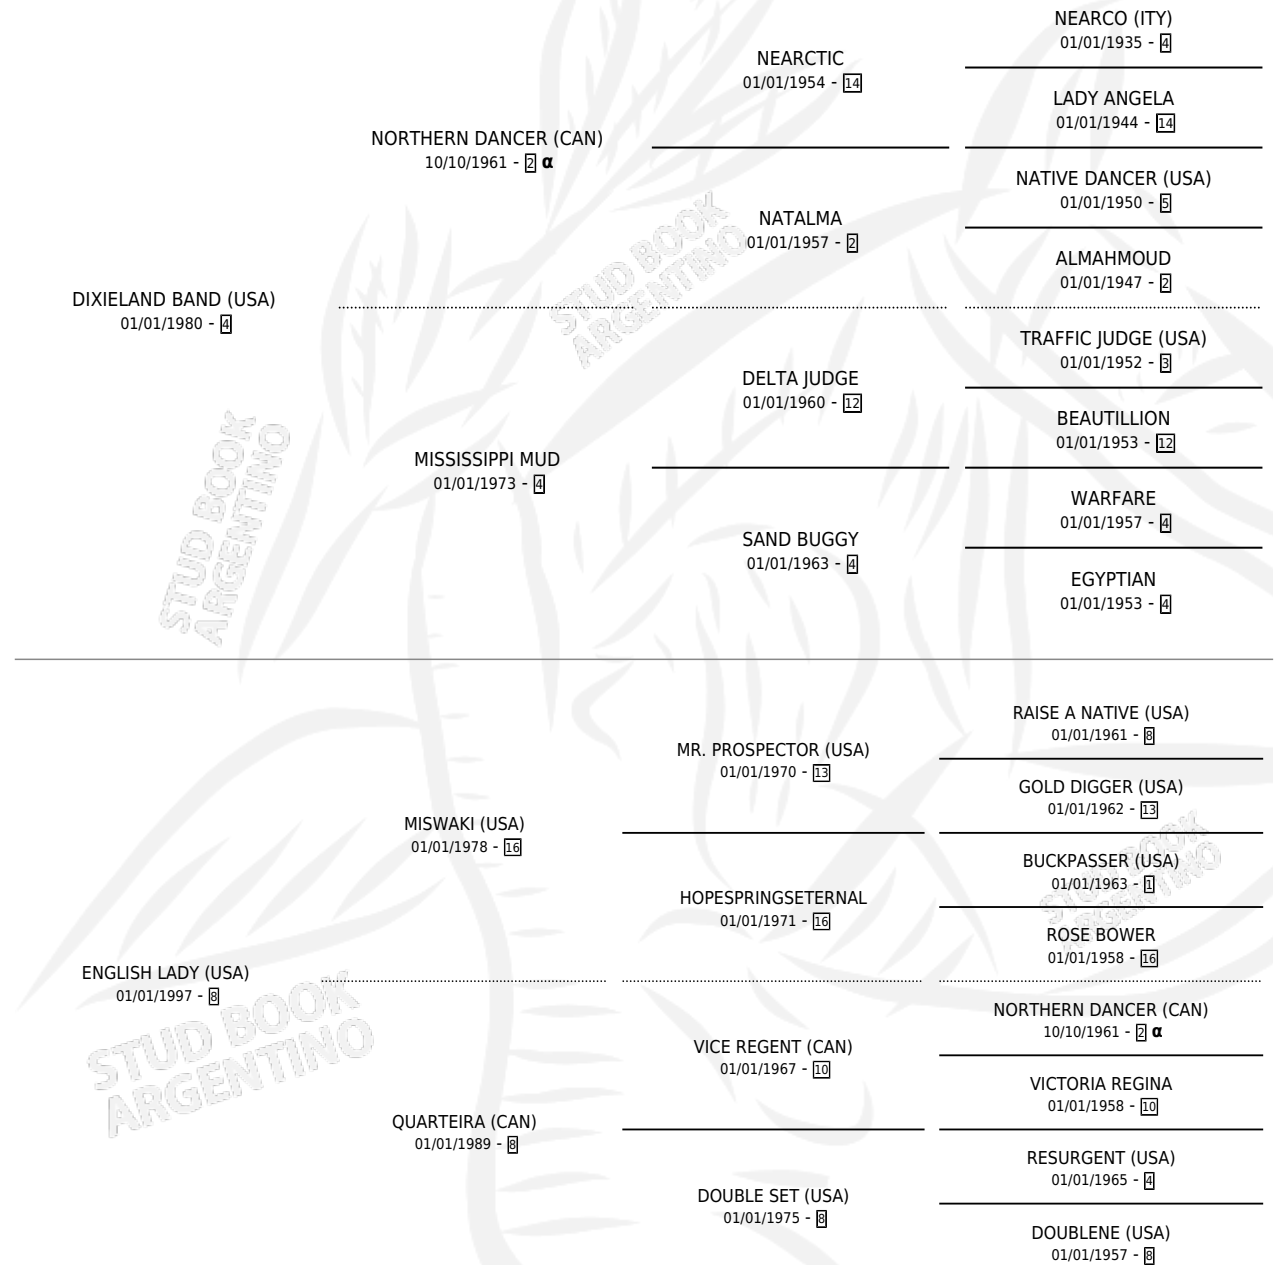 NEARCO (ITY)
01/01/1935 - 4
NEARCTIC
01/01/1954 - 14
LADY ANGELA
01/01/1944 - 14
NORTHERN DANCER (CAN)
10/10/1961 - 2 α
NATIVE DANCER (USA)
01/01/1950 - 5
NATALMA
01/01/1957 - 2
ALMAHMOUD
01/01/1947 - 2
STUD BOOK
ARGENTINO
DIXIELAND BAND (USA)
01/01/1980 - 4
TRAFFIC JUDGE (USA)
01/01/1952 - 3
DELTA JUDGE
01/01/1960 - 12
BEAUTILLION
01/01/1953 - 12
MISSISSIPPI MUD
01/01/1973 - 4
WARFARE
01/01/1957 - 4
SAND BUGGY
01/01/1963 - 4
EGYPTIAN
01/01/1953 - 4
STUD BOOK
ARGENTINO
RAISE A NATIVE (USA)
01/01/1961 - 8
MR. PROSPECTOR (USA)
01/01/1970 - 13
GOLD DIGGER (USA)
01/01/1962 - 13
MISWAKI (USA)
01/01/1978 - 16
BUCKPASSER (USA)
01/01/1963 - 1
STUD BOOK
ARGENTINO
HOPESPRINGSETERNAL
01/01/1971 - 16
ROSE BOWER
01/01/1958 - 16
ENGLISH LADY (USA)
01/01/1997 - 8
STUD BOOK
ARGENTINO
NORTHERN DANCER (CAN)
10/10/1961 - 2 α
VICE REGENT (CAN)
01/01/1967 - 10
VICTORIA REGINA
01/01/1958 - 10
QUARTEIRA (CAN)
01/01/1989 - 8
RESURGENT (USA)
01/01/1965 - 4
DOUBLE SET (USA)
01/01/1975 - 8
DOUBLENE (USA)
01/01/1957 - 8